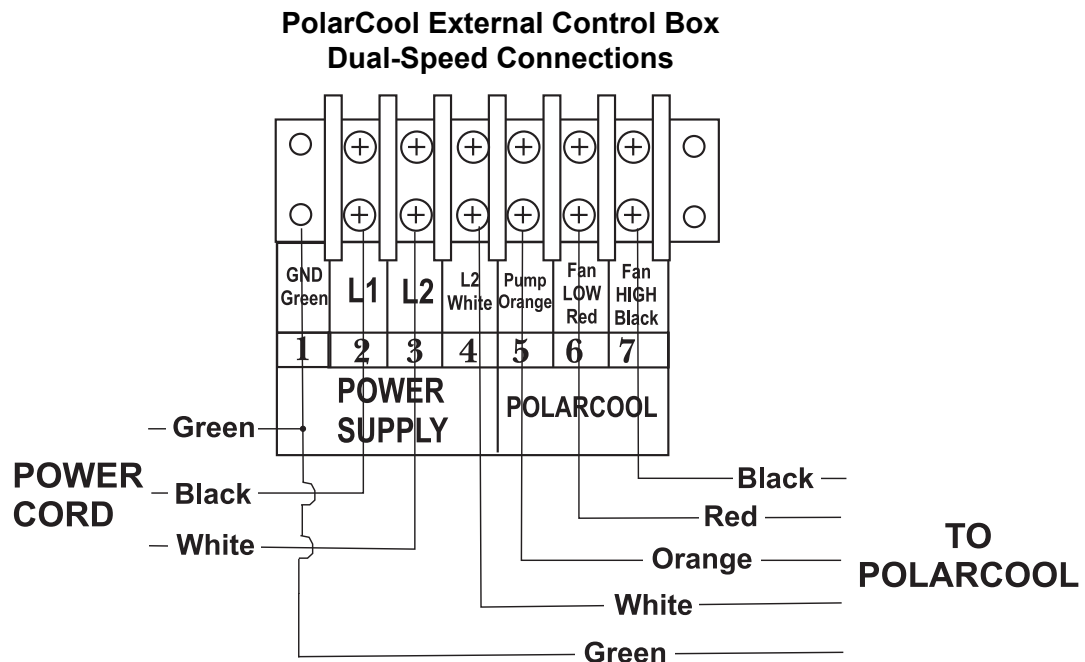 PolarCool External Control Box
Dual-Speed Connections
GND
Green
L1
L2
L2
White
Pump
Orange
Fan
LOW
Red
Fan
HIGH
Black
1
2
3
4
5
6
7
POWER
SUPPLY
POLARCOOL
POWER
CORD
Green
Black
White
Black
Red
Orange
White
Green
TO
POLARCOOL